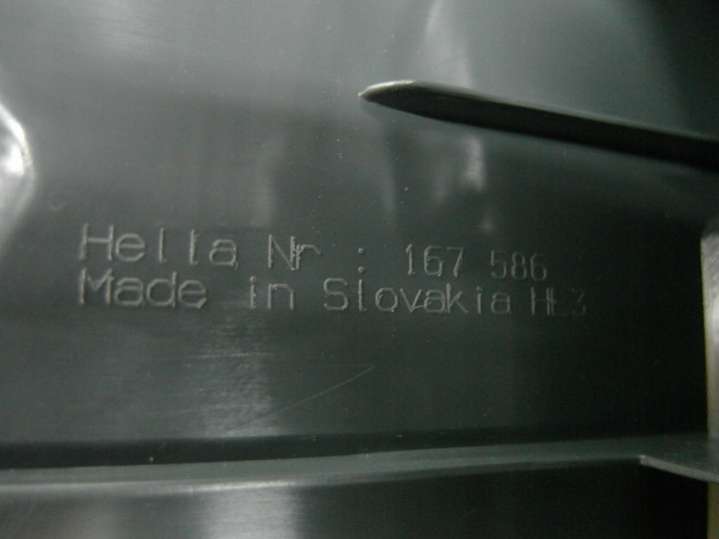 Hella Nr : 167 586
Made in Slovakia HL3